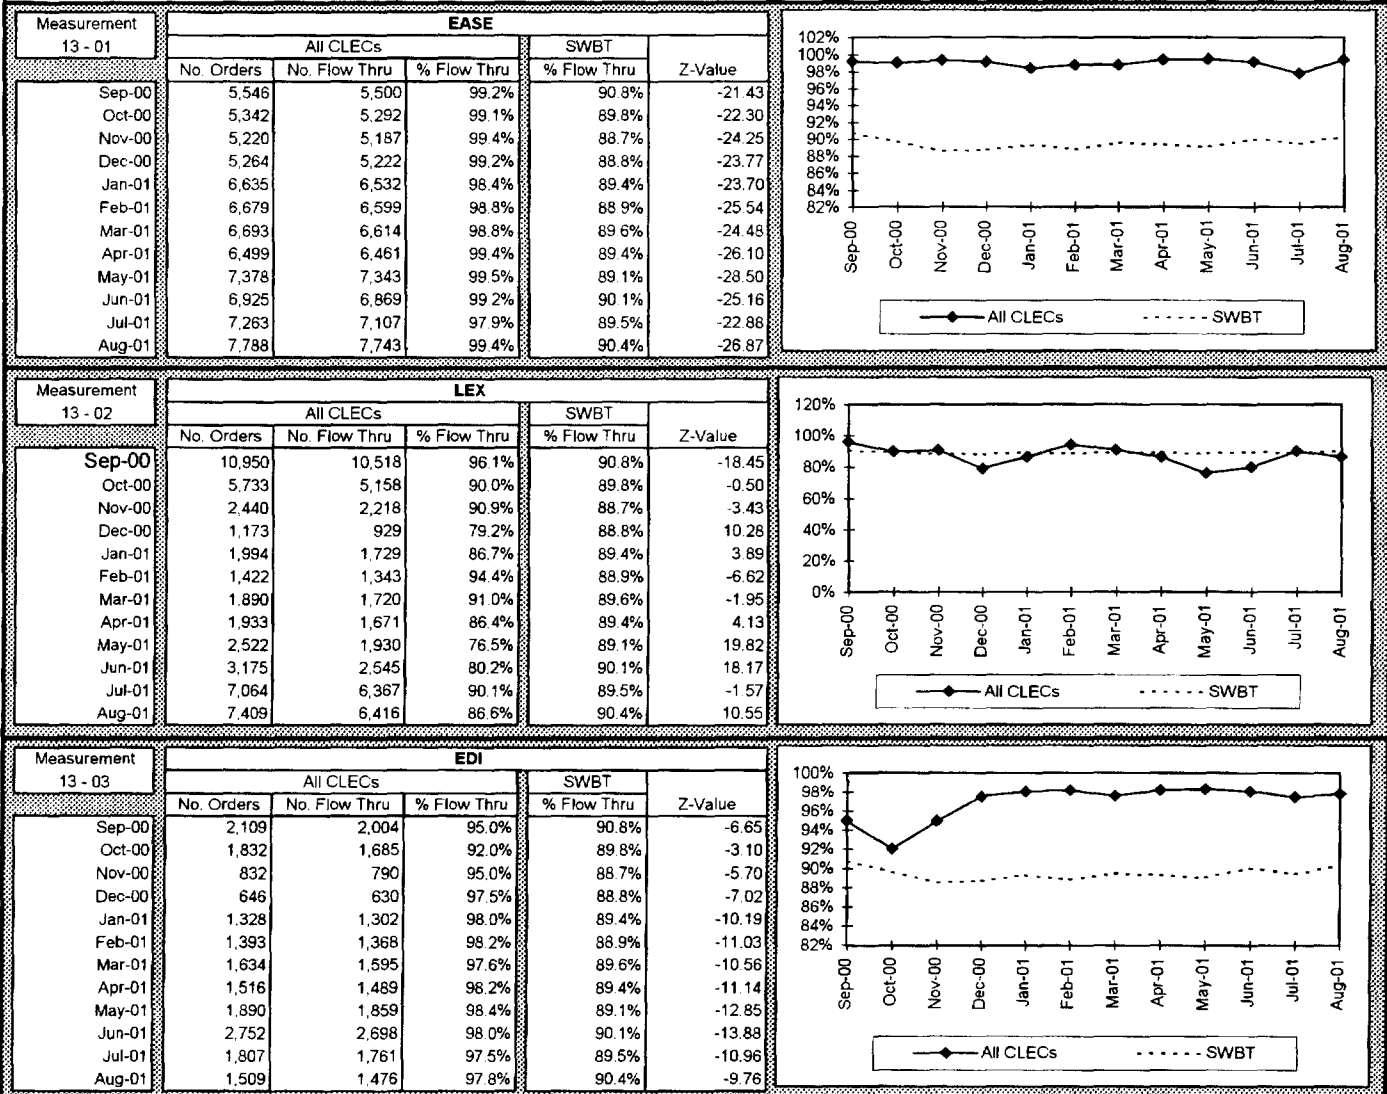 Measurement
13 - 01
EASE
All CLECs SWBT
No. Orders No. Flow Thru % Flow Thru % Flow Thru Z-Value
Sep-00 5,546 5,500 99.2% 90.8% -21.43
Oct-00 5,342 5,292 99.1% 89.8% -22.30
Nov-00 5,220 5,187 99.4% 88.7% -24.25
Dec-00 5,264 5,222 99.2% 88.8% -23.77
Jan-01 6,635 6,532 98.4% 89.4% -23.70
Feb-01 6,679 6,599 98.8% 88.9% -25.54
Mar-01 6,693 6,614 98.8% 89.6% -24.48
Apr-01 6,499 6,461 99.4% 89.4% -26.10
May-01 7,378 7,343 99.5% 89.1% -28.50
Jun-01 6,925 6,869 99.2% 90.1% -25.16
Jul-01 7,263 7,107 97.9% 89.5% -22.88
Aug-01 7,788 7,743 99.4% 90.4% -26.87
102%
100%
98%
96%
94%
92%
90%
88%
86%
84%
82%
Sep-00 Oct-00 Nov-00 Dec-00 Jan-01 Feb-01 Mar-01 Apr-01 May-01 Jun-01 Jul-01 Aug-01
All CLECs SWBT
Measurement
13 - 02
LEX
All CLECs SWBT
No. Orders No. Flow Thru % Flow Thru % Flow Thru Z-Value
Sep-00 10,950 10,518 96.1% 90.8% -18.45
Oct-00 5,733 5,158 90.0% 89.8% -0.50
Nov-00 2,440 2,218 90.9% 88.7% -3.43
Dec-00 1,173 929 79.2% 88.8% 10.28
Jan-01 1,994 1,729 86.7% 89.4% 3.89
Feb-01 1,422 1,343 94.4% 88.9% -6.62
Mar-01 1,890 1,720 91.0% 89.6% -1.95
Apr-01 1,933 1,671 86.4% 89.4% 4.13
May-01 2,522 1,930 76.5% 89.1% 19.82
Jun-01 3,175 2,545 80.2% 90.1% 18.17
Jul-01 7,064 6,367 90.1% 89.5% -1.57
Aug-01 7,409 6,416 86.6% 90.4% 10.55
120%
100%
80%
60%
40%
20%
0%
Sep-00 Oct-00 Nov-00 Dec-00 Jan-01 Feb-01 Mar-01 Apr-01 May-01 Jun-01 Jul-01 Aug-01
All CLECs SWBT
Measurement
13 - 03
EDI
All CLECs SWBT
No. Orders No. Flow Thru % Flow Thru % Flow Thru Z-Value
Sep-00 2,109 2,004 95.0% 90.8% -6.65
Oct-00 1,832 1,685 92.0% 89.8% -3.10
Nov-00 832 790 95.0% 88.7% -5.70
Dec-00 646 630 97.5% 88.8% -7.02
Jan-01 1,328 1,302 98.0% 89.4% -10.19
Feb-01 1,393 1,368 98.2% 88.9% -11.03
Mar-01 1,634 1,595 97.6% 89.6% -10.56
Apr-01 1,516 1,489 98.2% 89.4% -11.14
May-01 1,890 1,859 98.4% 89.1% -12.85
Jun-01 2,752 2,698 98.0% 90.1% -13.88
Jul-01 1,807 1,761 97.5% 89.5% -10.96
Aug-01 1,509 1,476 97.8% 90.4% -9.76
100%
98%
96%
94%
92%
90%
88%
86%
84%
82%
Sep-00 Oct-00 Nov-00 Dec-00 Jan-01 Feb-01 Mar-01 Apr-01 May-01 Jun-01 Jul-01 Aug-01
All CLECs SWBT